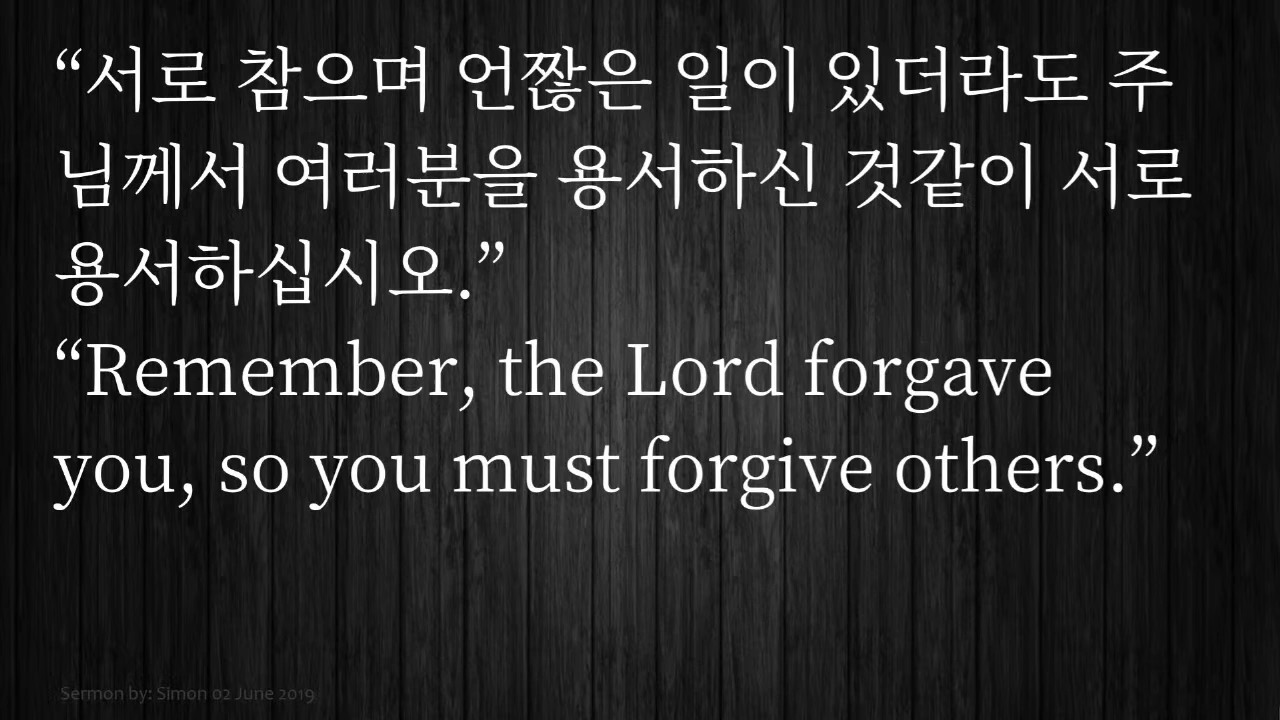 “서로 참으며 언짢은 일이 있더라도 주
님께서 여러분을 용서하신 것같이 서로
용서하십시오.”
“Remember, the Lord forgave
you, so you must forgive others.”
Sermon by: Simon 02 June 2019